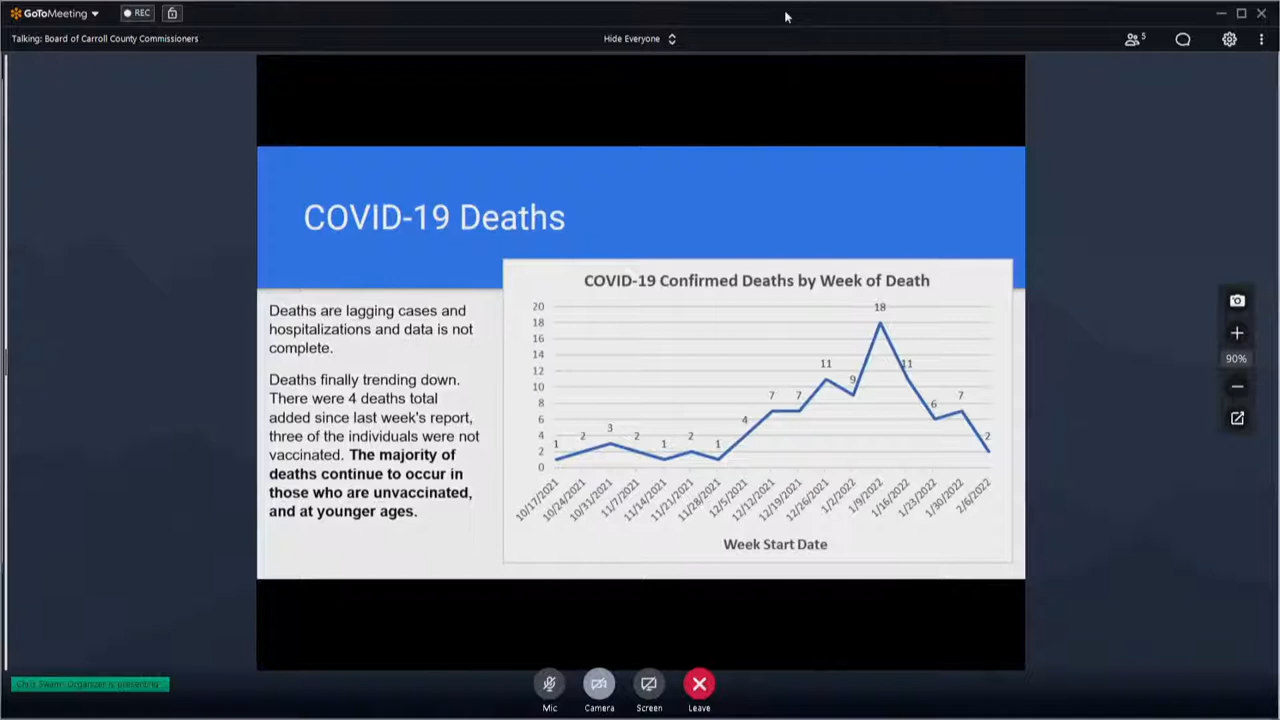 GoToMeeting
REC
Talking: Board of Carroll County Commissioners
Hide Everyone
5
COVID-19 Deaths
Deaths are lagging cases and
hospitalizations and data is not
complete.
Deaths finally trending down.
There were 4 deaths total
added since last week's report,
three of the individuals were not
vaccinated. The majority of
deaths continue to occur in
those who are unvaccinated,
and at younger ages.
COVID-19 Confirmed Deaths by Week of Death
20
18
16
14
12
10
8
6
4
2
0
1
2
3
2
1
2
1
4
7
7
11
9
18
11
6
7
2
10/17/2021
10/24/2021
10/31/2021
11/7/2021
11/14/2021
11/21/2021
11/28/2021
12/5/2021
12/12/2021
12/19/2021
12/26/2021
1/2/2022
1/9/2022
1/16/2022
1/23/2022
1/30/2022
2/6/2022
Week Start Date
90%
Organizer is presenting
Mic
Camera
Screen
Leave